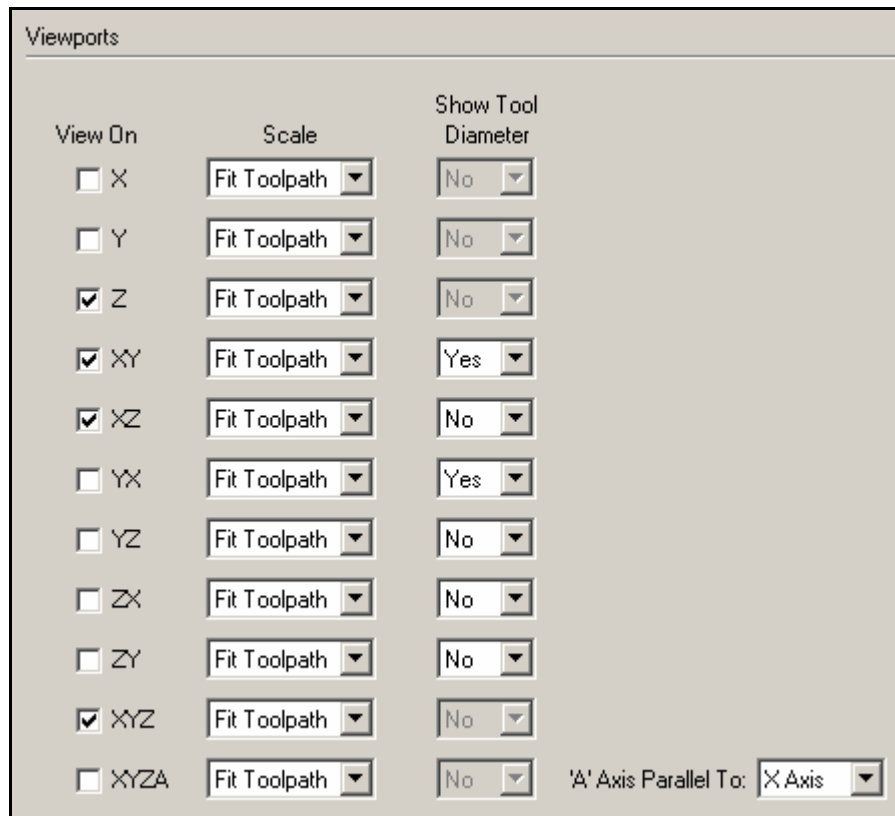 Viewports
Show Tool
View On Scale Diameter
X Fit Toolpath No
Y Fit Toolpath No
Z Fit Toolpath No
XY Fit Toolpath Yes
XZ Fit Toolpath No
YX Fit Toolpath Yes
YZ Fit Toolpath No
ZX Fit Toolpath No
ZY Fit Toolpath No
XYZ Fit Toolpath No
XYZA Fit Toolpath No 'A' Axis Parallel To: X Axis